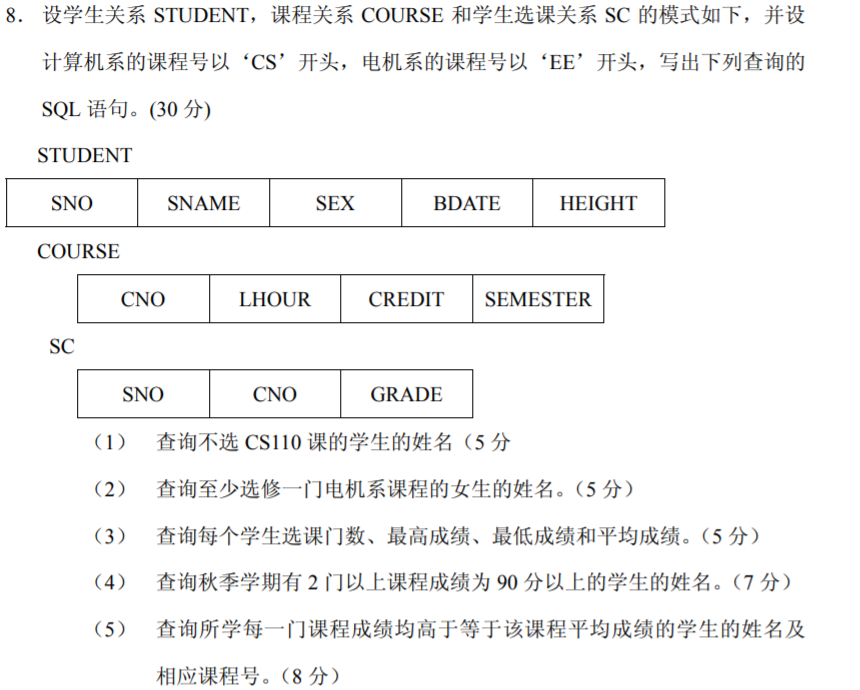 8． 设学生关系 STUDENT，课程关系 COURSE 和学生选课关系 SC 的模式如下，并设
计算机系的课程号以‘CS’开头，电机系的课程号以‘EE’开头，写出下列查询的
SQL 语句。(30 分)
STUDENT
SNO SNAME SEX BDATE HEIGHT
COURSE
CNO LHOUR CREDIT SEMESTER
SC
SNO CNO GRADE
（1） 查询不选 CS110 课的学生的姓名（5 分
（2） 查询至少选修一门电机系课程的女生的姓名。（5 分）
（3） 查询每个学生选课门数、最高成绩、最低成绩和平均成绩。（5 分）
（4） 查询秋季学期有 2 门以上课程成绩为 90 分以上的学生的姓名。（7 分）
（5） 查询所学每一门课程成绩均高于等于该课程平均成绩的学生的姓名及
相应课程号。（8 分）